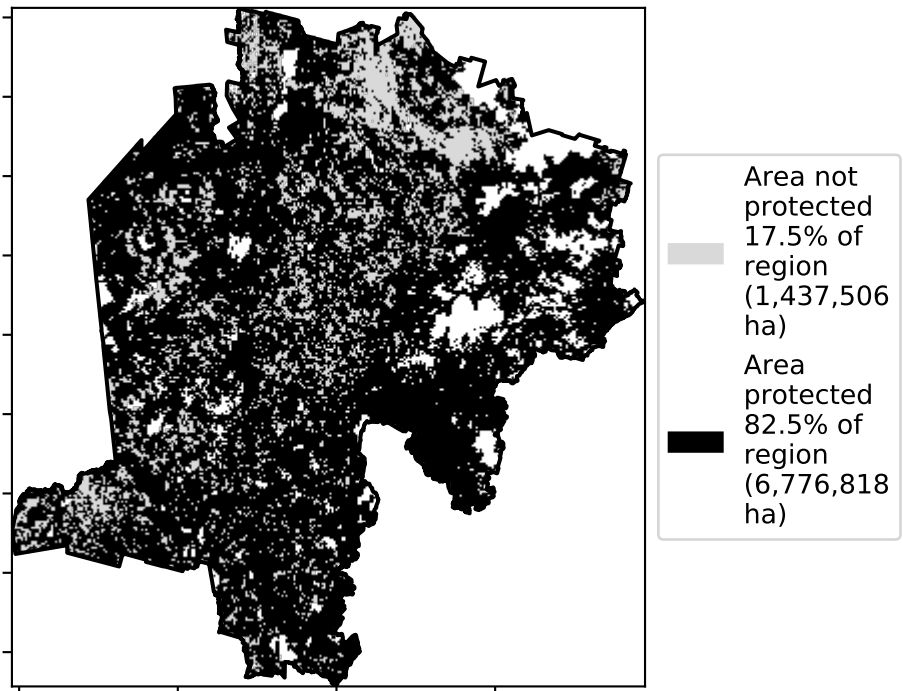 Area not
protected
17.5% of
region
(1,437,506
ha)
Area
protected
82.5% of
region
(6,776,818
ha)